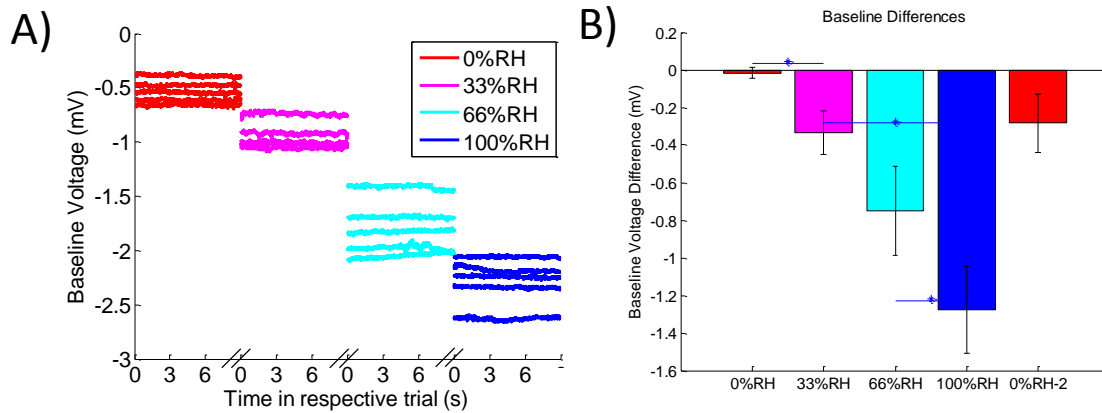 A)
0
-0.5
-1
-1.5
-2
-2.5
-3
Baseline Voltage (mV)
0%RH
33%RH
66%RH
100%RH
0 3 6 0 3 6 0 3 6 0 3 6
Time in respective trial (s)
B)
Baseline Differences
0.2
0
-0.2
-0.4
-0.6
-0.8
-1
-1.2
-1.4
-1.6
Baseline Voltage Difference (mV)
0%RH 33%RH 66%RH 100%RH 0%RH-2